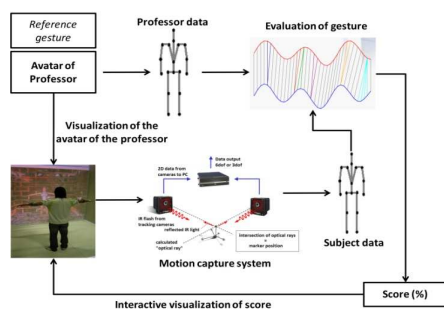 Reference
gesture
Avatar of
Professor
Professor data
Evaluation of gesture
Visualization of the
avatar of the professor
2D data from
cameras to PC
Data output
6dof or 3dof
IR flash from
tracking cameras
reflected IR light
calculated
"optical ray"
Intersection of optical rays
=
marker position
Motion capture system
Subject data
Interactive visualization of score
Score (%)